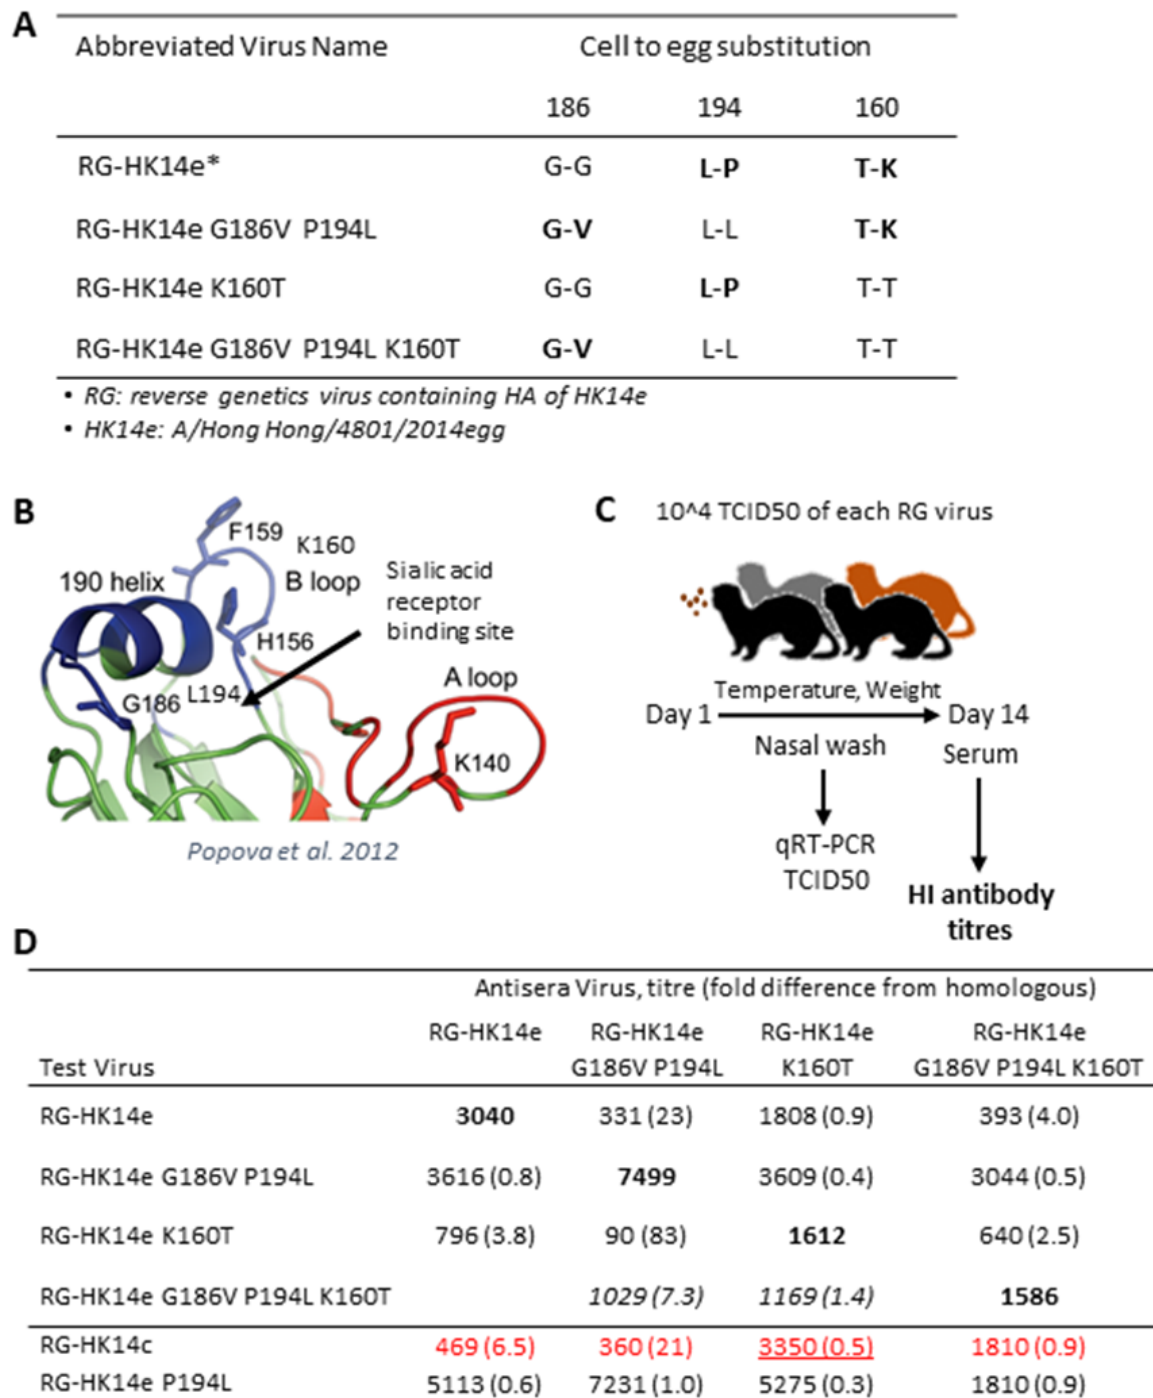 A
Abbreviated Virus Name Cell to egg substitution
186 194 160
RG-HK14e* G-G L-P T-K
RG-HK14e G186V P194L G-V L-L T-K
RG-HK14e K160T G-G L-P T-T
RG-HK14e G186V P194L K160T G-V L-L T-T
• RG: reverse genetics virus containing HA of HK14e
• HK14e: A/Hong Hong/4801/2014egg
B
F159
K160
190 helix
B loop
Sialic acid
receptor
binding site
H156
G186
L194
A loop
K140
Popova et al. 2012
C
10^4 TCID50 of each RG virus
Temperature, Weight
Day 1
Day 14
Nasal wash
Serum
qRT-PCR
TCID50
HI antibody
titres
D
Antisera Virus, titre (fold difference from homologous)
RG-HK14e RG-HK14e RG-HK14e RG-HK14e
Test Virus G186V P194L K160T G186V P194L K160T
RG-HK14e 3040 331 (23) 1808 (0.9) 393 (4.0)
RG-HK14e G186V P194L 3616 (0.8) 7499 3609 (0.4) 3044 (0.5)
RG-HK14e K160T 796 (3.8) 90 (83) 1612 640 (2.5)
RG-HK14e G186V P194L K160T 1029 (7.3) 1169 (1.4) 1586
RG-HK14c 469 (6.5) 360 (21) 3350 (0.5) 1810 (0.9)
RG-HK14e P194L 5113 (0.6) 7231 (1.0) 5275 (0.3) 1810 (0.9)